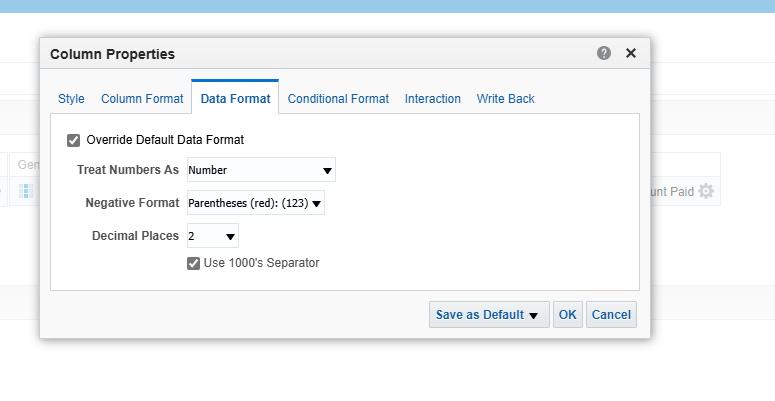 Column Properties
Style Column Format Data Format Conditional Format Interaction Write Back
Override Default Data Format
Gen
Treat Numbers As Number
unt Paid
Negative Format Parentheses (red): (123)
Decimal Places 2
Use 1000's Separator
Save as Default OK Cancel